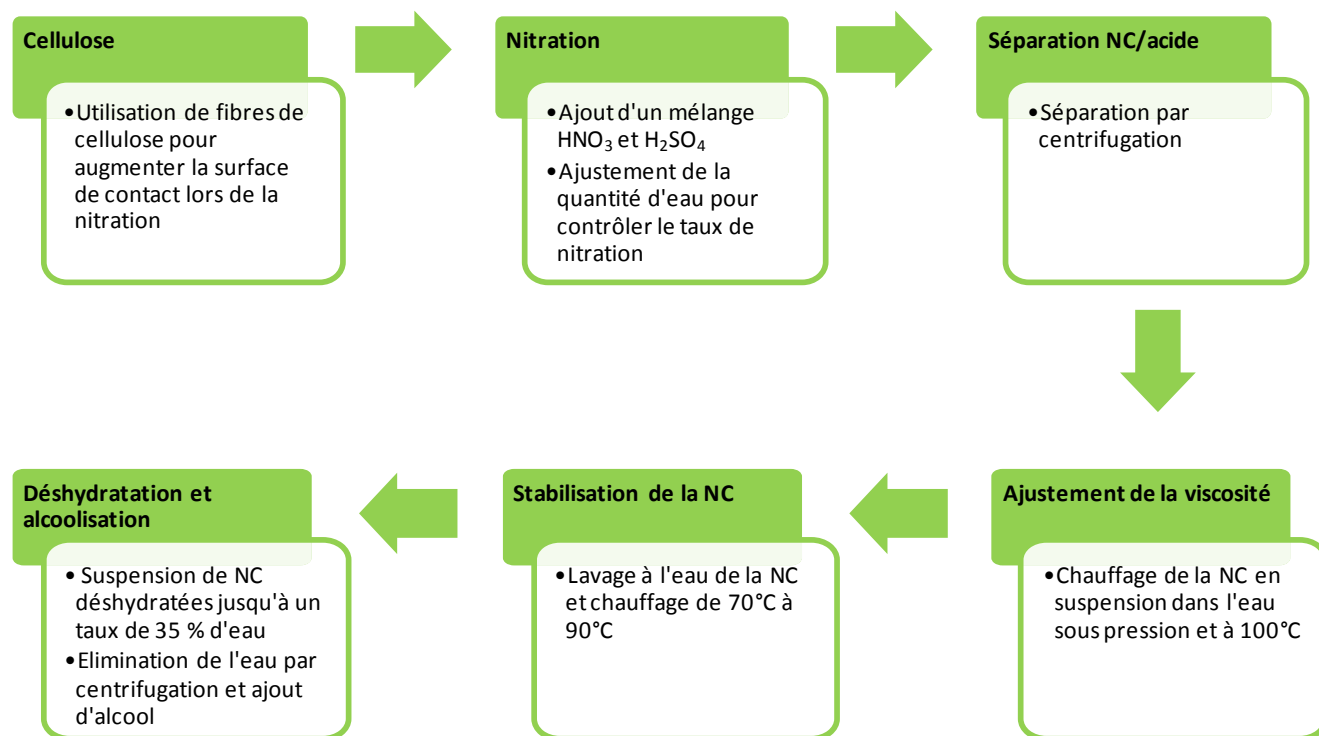 Cellulose
•Utilisation de fibres de
cellulose pour
augmenter la surface
de contact lors de la
nitration
Nitration
•Ajout d'un mélange
HNO₃ et H₂SO₄
•Ajustement de la
quantité d'eau pour
contrôler le taux de
nitration
Séparation NC/acide
•Séparation par
centrifugation
Ajustement de la viscosité
•Chauffage de la NC en
suspension dans l'eau
sous pression et à 100°C
Stabilisation de la NC
•Lavage à l'eau de la NC
et chauffage de 70°C à
90°C
Déshydratation et
alcoolisation
• Suspension de NC
déshydratées jusqu'à un
taux de 35 % d'eau
•Elimination de l'eau par
centrifugation et ajout
d'alcool